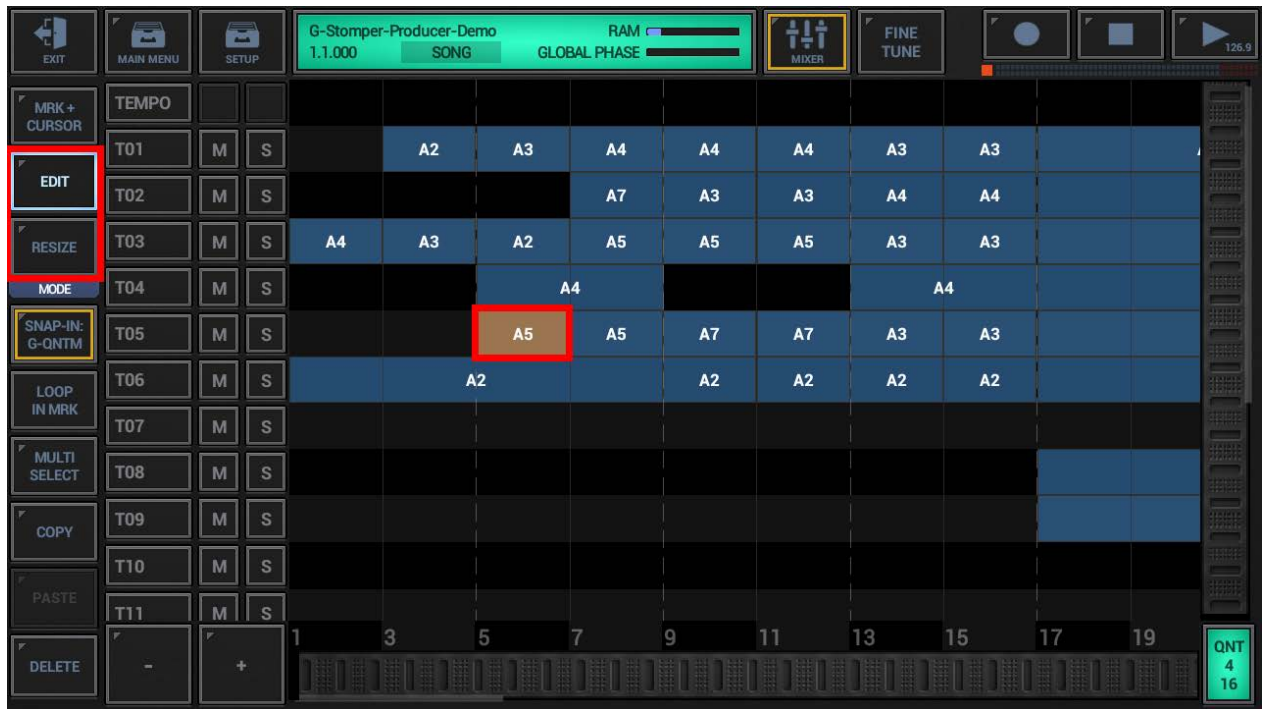 EXIT
MAIN MENU
SETUP
G-Stomper-Producer-Demo RAM
1.1.000 SONG GLOBAL PHASE
MIXER
FINE
TUNE
126.9
MRK +
CURSOR
EDIT
RESIZE
MODE
SNAP-IN:
G-QNTM
LOOP
IN MRK
MULTI
SELECT
COPY
PASTE
DELETE
TEMPO
T01 M S A2 A3 A4 A4 A4 A3 A3
T02 M S A7 A3 A3 A4 A4
T03 M S A4 A3 A2 A5 A5 A5 A3 A3
T04 M S A4 A4
T05 M S A5 A5 A7 A7 A3 A3
T06 M S A2 A2 A2 A2 A2
T07 M S
T08 M S
T09 M S
T10 M S
T11 M S
- +
1 3 5 7 9 11 13 15 17 19
QNT
4
16